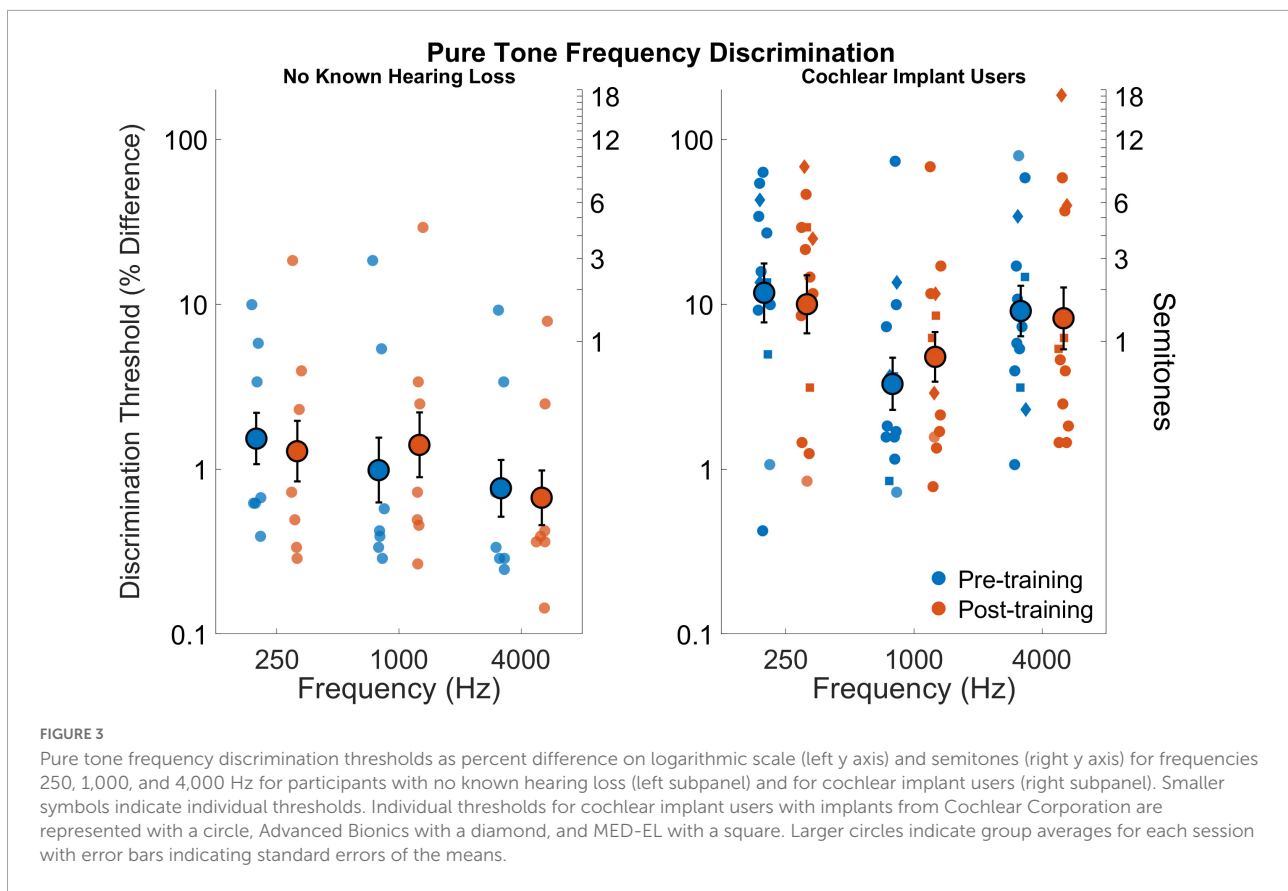 Pure Tone Frequency Discrimination
No Known Hearing Loss
Cochlear Implant Users
Discrimination Threshold (% Difference)
100
10
1
0.1
18
12
6
3
1
250
1000
4000
Frequency (Hz)
100
10
1
0.1
18
12
6
3
1
Semitones
Pre-training
Post-training
250
1000
4000
Frequency (Hz)
FIGURE 3
Pure tone frequency discrimination thresholds as percent difference on logarithmic scale (left y axis) and semitones (right y axis) for frequencies
250, 1,000, and 4,000 Hz for participants with no known hearing loss (left subpanel) and for cochlear implant users (right subpanel). Smaller
symbols indicate individual thresholds. Individual thresholds for cochlear implant users with implants from Cochlear Corporation are
represented with a circle, Advanced Bionics with a diamond, and MED-EL with a square. Larger circles indicate group averages for each session
with error bars indicating standard errors of the means.